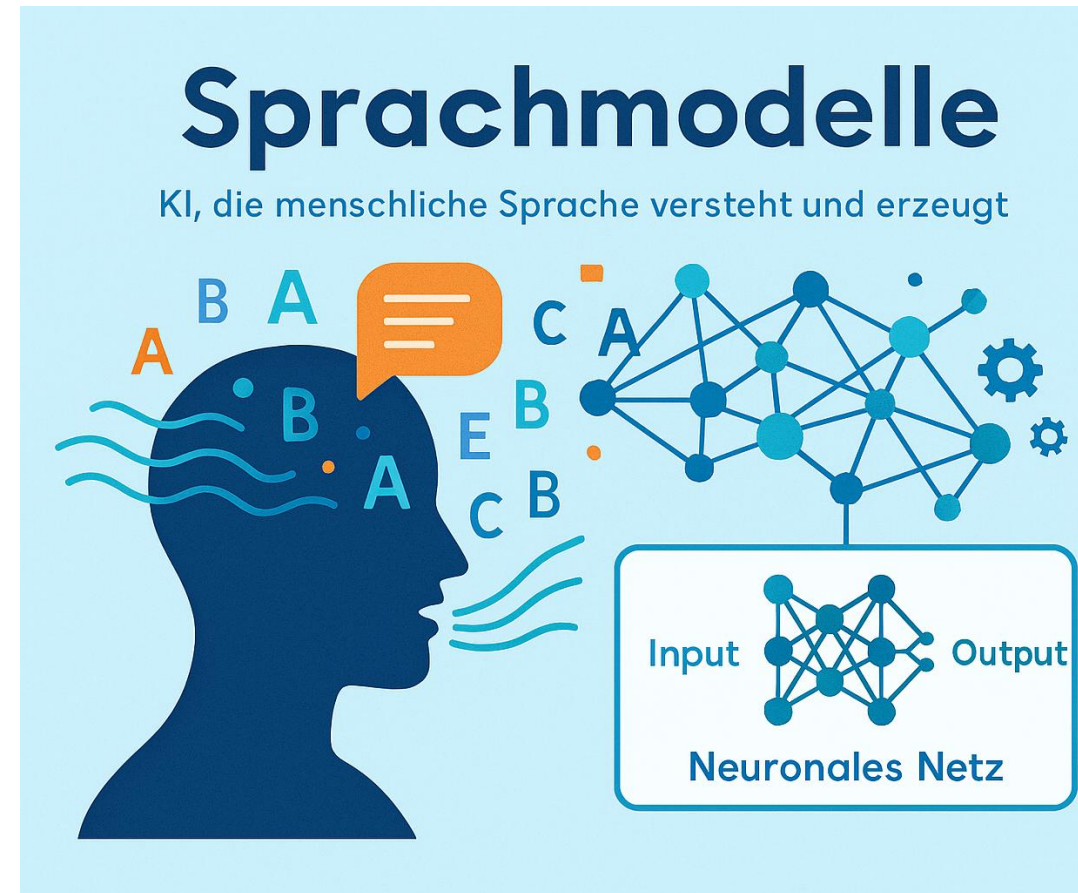 Sprachmodelle
KI, die menschliche Sprache versteht und erzeugt
B A
A
C A
B
E B
A
C B
Input
Output
Neuronales Netz